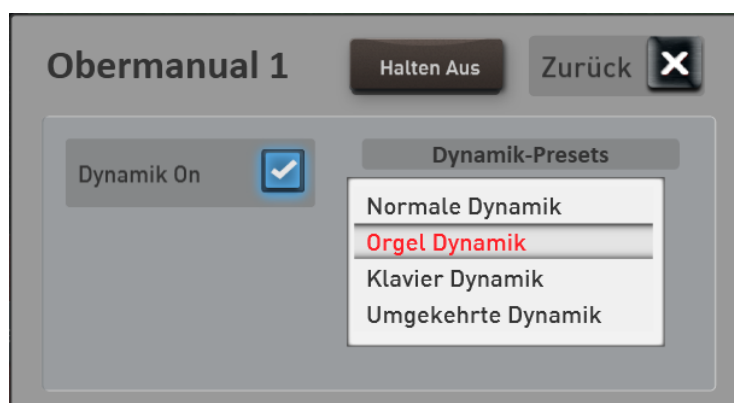 Obermanual 1
Halten Aus
Zurück
Dynamik On
Dynamik-Presets
Normale Dynamik
Orgel Dynamik
Klavier Dynamik
Umgekehrte Dynamik